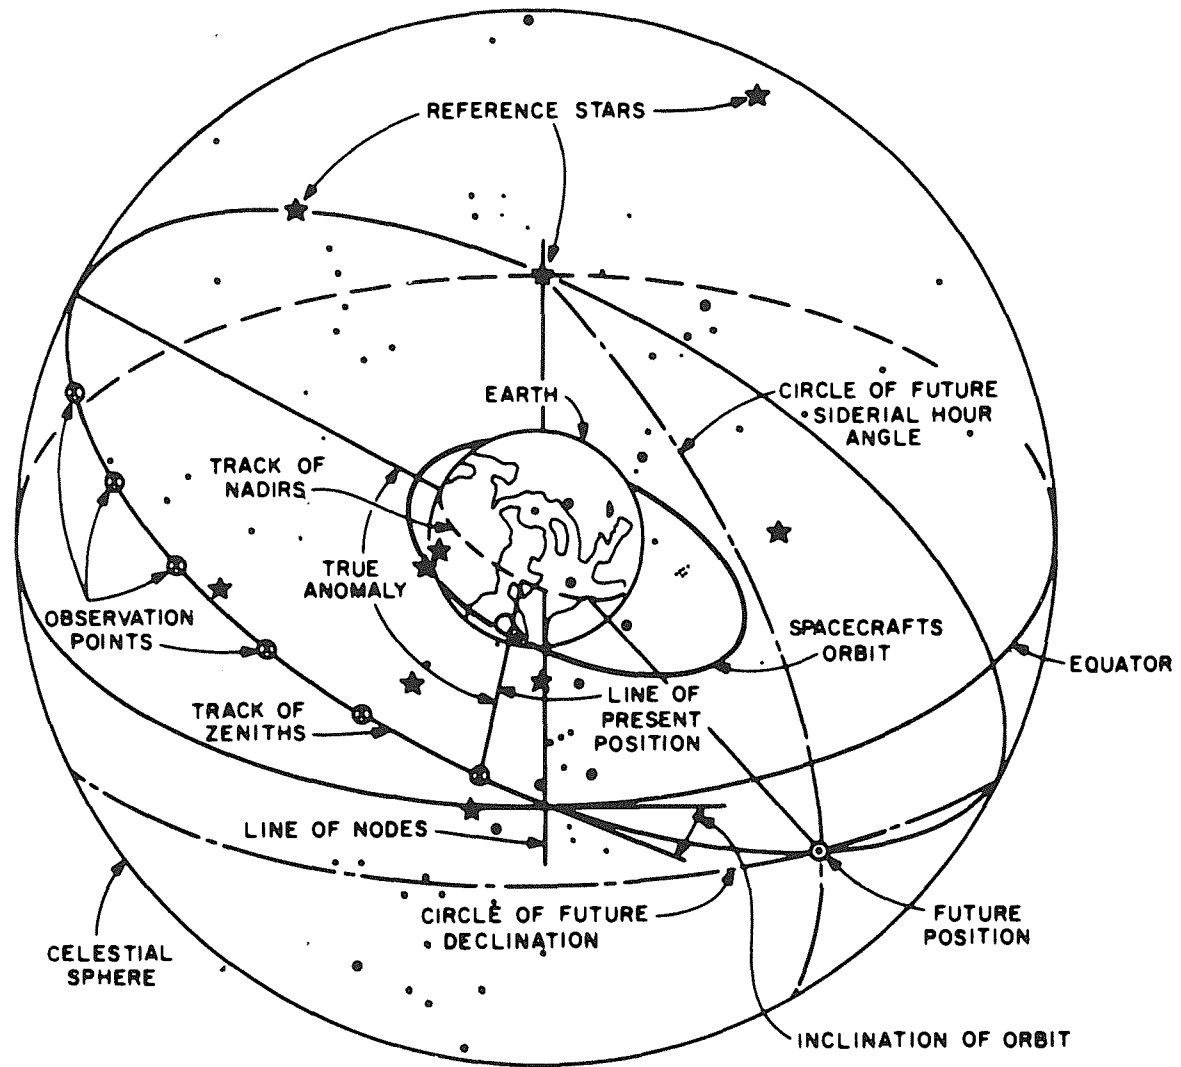 REFERENCE STARS
EARTH
CIRCLE OF FUTURE
SIDERIAL HOUR
ANGLE
TRACK OF
NADIRS
TRUE
ANOMALY
OBSERVATION
POINTS
SPACECRAFTS
ORBIT
EQUATOR
LINE OF
PRESENT
POSITION
TRACK OF
ZENITHS
LINE OF NODES
CIRCLE OF FUTURE
DECLINATION
FUTURE
POSITION
CELESTIAL
SPHERE
INCLINATION OF ORBIT